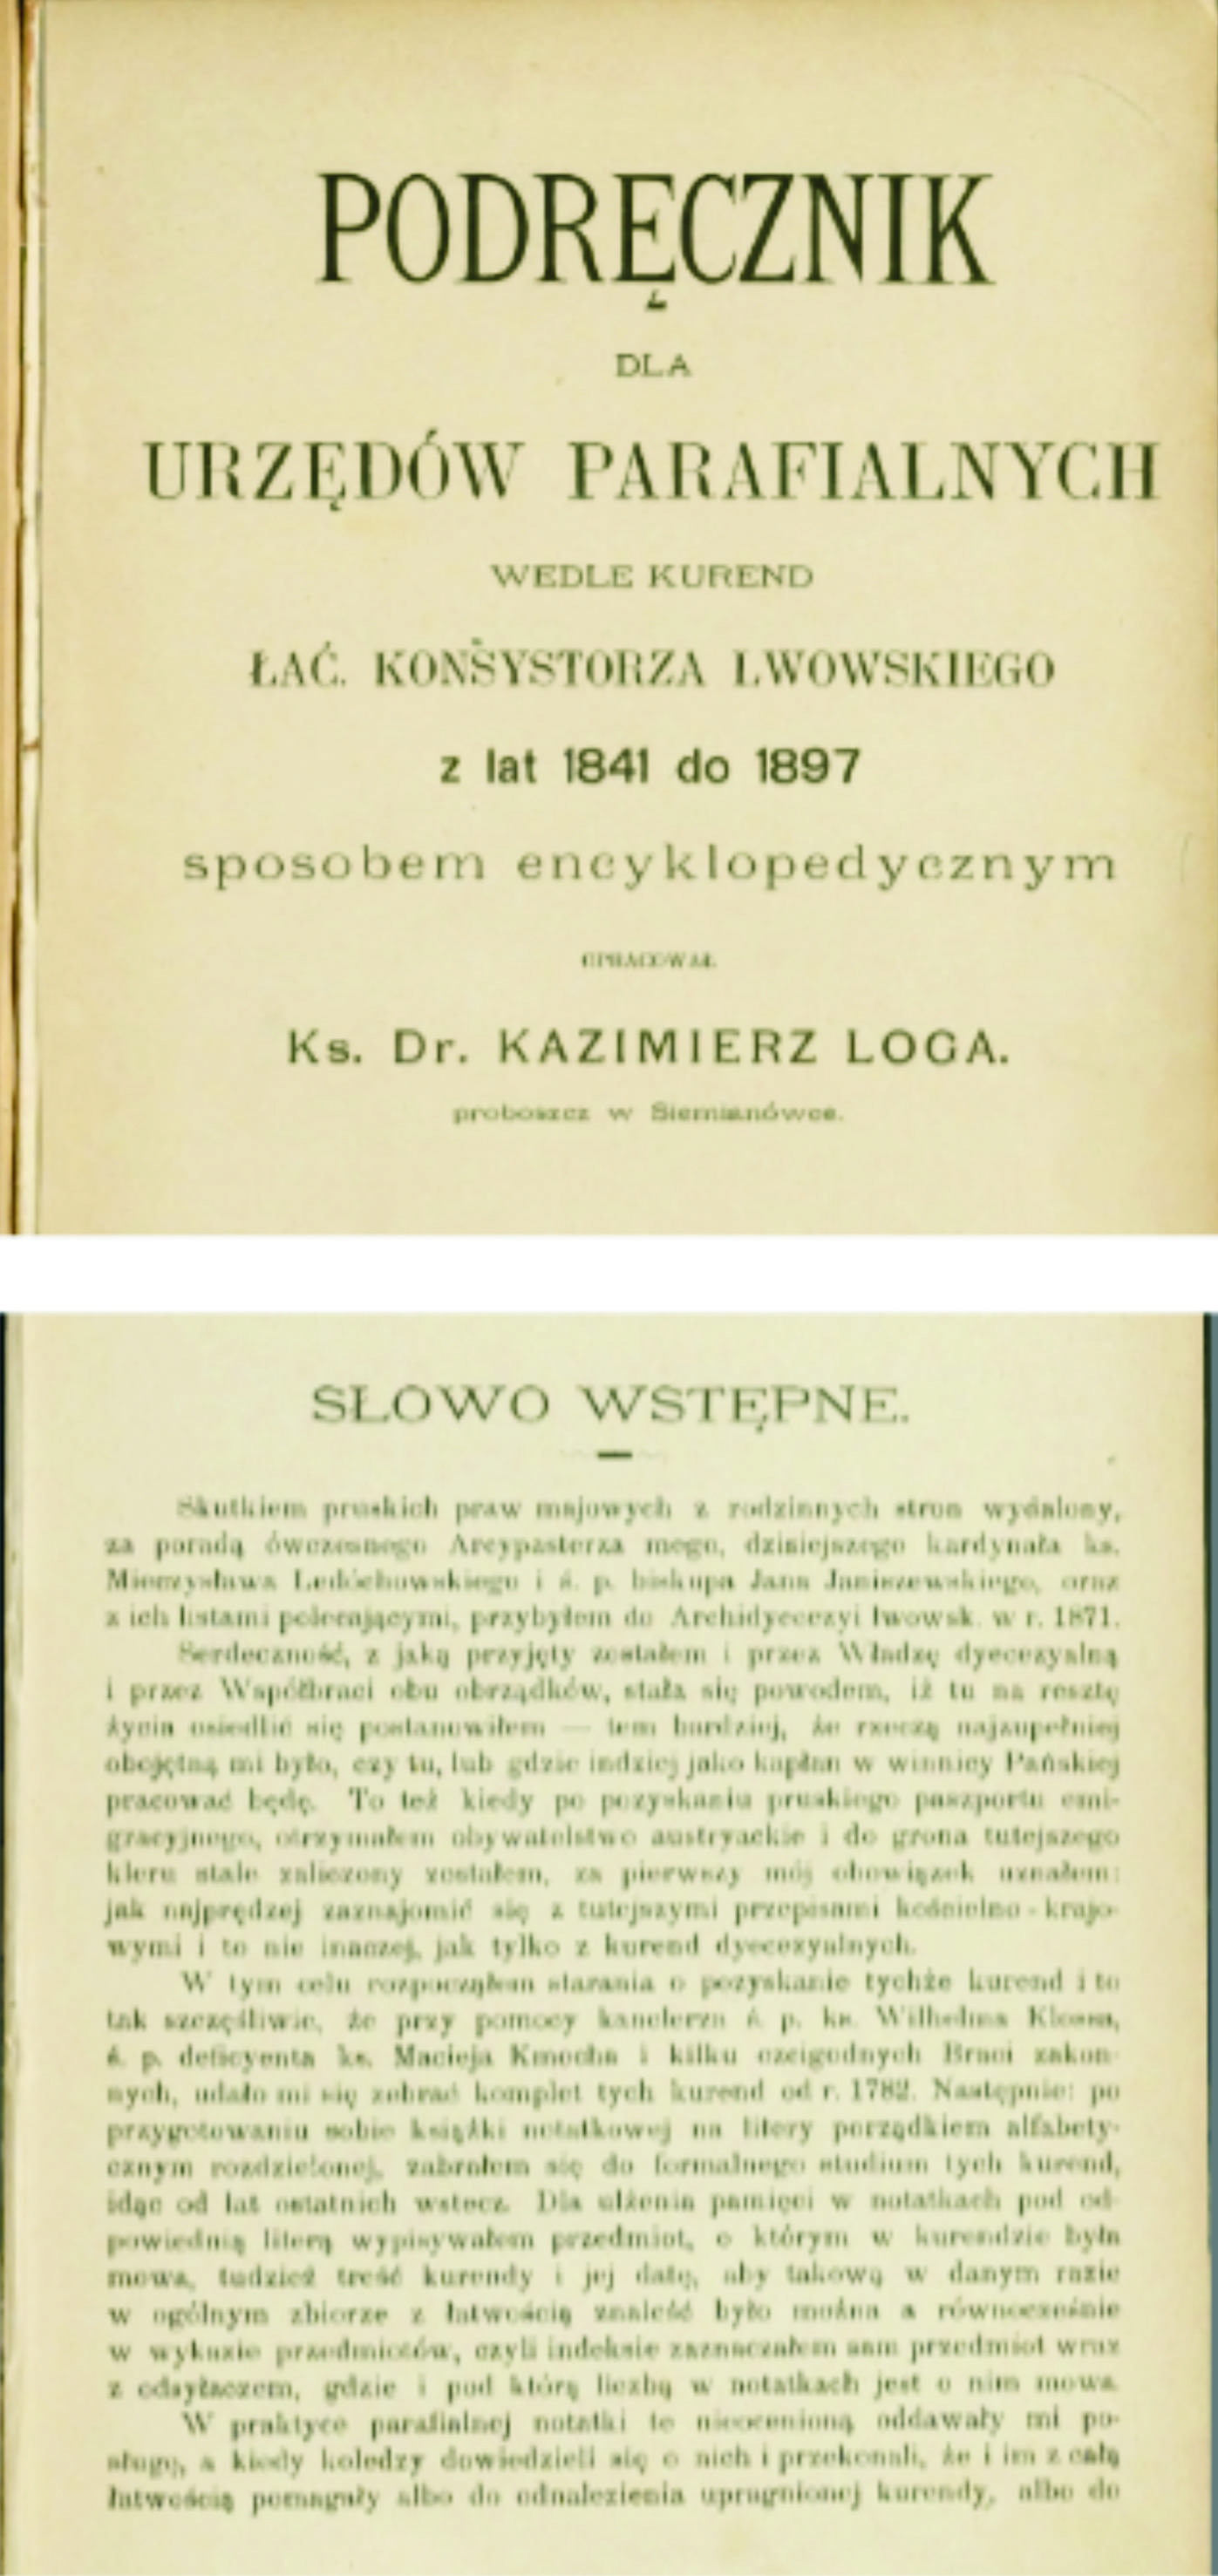 PODRĘCZNIK
DLA
URZĘDÓW PARAFIALNYCH
WEDLE KUREND
ŁAĆ. KONSYSTORZA LWOWSKIEGO
z lat 1841 do 1897
sposobem encyklopedycznym
OPRACOWAŁ
Ks. Dr. KAZIMIERZ LOGA.
proboszcz w Siemianówce.
SŁOWO WSTĘPNE.
Skutkiem pruskich praw majowych z rodzinnych stron wydalony,
za poradą ówczesnego Arcypasterza mego, dzisiejszego kardynała ks.
Mieczysława Ledóchowskiego i ś. p. biskupa Jana Janiszewskiego, oraz
z ich listami polecającymi, przybyłem do Archidyecezyi lwowsk. w r. 1871.
Serdeczność, z jaką przyjęty zostałem i przez Władzę dyecezyalną
i przez Współbraci obu obrządków, stała się powodem, iż tu na resztę
życia osiedlić się postanowiłem — tem bardziej, że rzeczą najzupełniej
obojętną mi było, czy tu, lub gdzie indziej jako kapłan w winnicy Pańskiej
pracować będę. To też kiedy po pozyskaniu pruskiego paszportu emi-
gracyjnego, otrzymałem obywatelstwo austryackie i do grona tutejszego
kleru stale zaliczony zostałem, za pierwszy mój obowiązek uznałem:
jak najprędzej zaznajomić się z tutejszymi przepisami kościelno-krajo-
wymi i to nie inaczej, jak tylko z kurend dyecezyalnych.
W tym celu rozpocząłem starania o pozyskanie tychże kurend i to
tak szczęśliwie, że przy pomocy kanclerza ś. p. ks. Wilhelma
ś. p. deficyenta ks. Macieja Kmocha i kilku czcigodnych Braci zakon-
nych, udało mi się zebrać komplet tych kurend od r. 1782. Następnie: po
przygotowaniu sobie książki notatkowej na litery porządkiem alfabety-
cznym rozdzielonej, zabrałem się do formalnego studium tych kurend,
idąc od lat ostatnich wstecz. Dla ulżenia pamięci w notatkach pod od-
powiednią literą wypisywałem przedmiot, o którym w kurendzie była
mowa, tudzież treść kurendy i jej datę, aby takową w danym razie
w ogólnym zbiorze z łatwością znaleść było można a równocześnie
w wykazie przedmiotów, czyli indeksie zaznaczałem sam przedmiot wraz
z odsyłaczem, gdzie i pod którą liczbą w notatkach jest o nim mowa.
W praktyce parafialnej notatki te nieocenioną oddawały mi po-
sługę, a kiedy koledzy dowiedzieli się o nich i przekonali, że i im z całą
łatwością pomagały albo do odnalezienia upragnionej kurendy, albo do